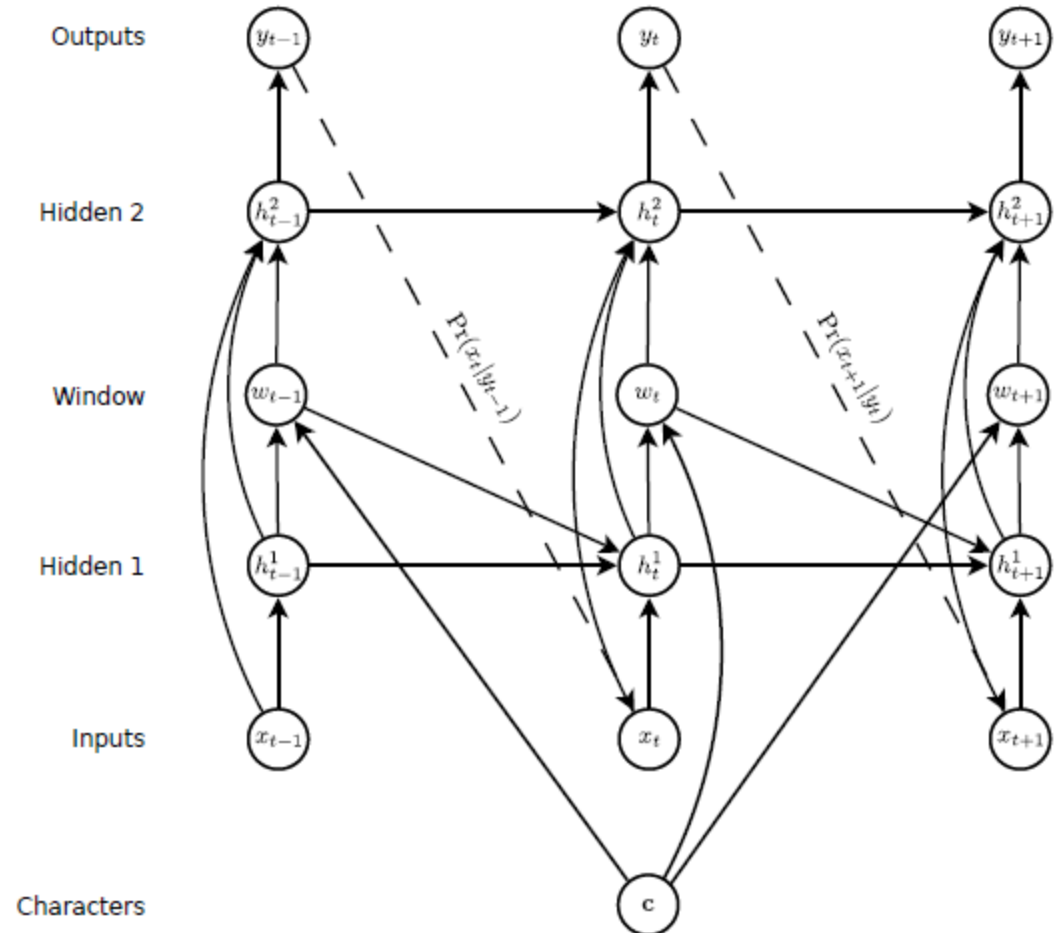 Outputs y_{t−1} y_t y_{t+1}
Hidden 2 h^2_{t−1} h^2_t h^2_{t+1}
Pr(x_t|y_{t−1}) Pr(x_{t+1}|y_t)
Window w_{t−1} w_t w_{t+1}
Hidden 1 h^1_{t−1} h^1_t h^1_{t+1}
Inputs x_{t−1} x_t x_{t+1}
Characters c